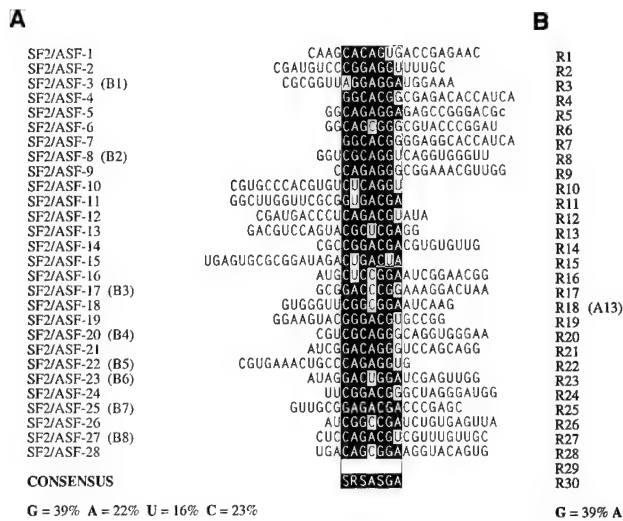 A
B
SF2/ASF-1 CAAGCACAGUGACCGAGAAC R1
SF2/ASF-2 CGAUGUCCCGGAGGUUUUGC R2
SF2/ASF-3 (B1) CGCGGUUAGGAGGAUGGAAA R3
SF2/ASF-4 GGCACGGCGAGACACCAUCA R4
SF2/ASF-5 GGCAGAGGAGAGCCGGGACGc R5
SF2/ASF-6 GGCAGCGGGCGUACCCGGAU R6
SF2/ASF-7 GGCACGGGGAGGCACCAUCA R7
SF2/ASF-8 (B2) GGUCGCAGGUCAGGUGGGUU R8
SF2/ASF-9 CCAGAGGGCGGAAACGUUGG R9
SF2/ASF-10 CGUGCCCACGUGUCUCAGGU R10
SF2/ASF-11 GGCUUGGUUCGCGGUGACGA R11
SF2/ASF-12 CGAUGACCCUCAGACGUAUA R12
SF2/ASF-13 GACGUCCAGUACGCUCGAGG R13
SF2/ASF-14 CGCCGGACGACGUGUGUUG R14
SF2/ASF-15 UGAGUGCGCGGAUAGACUGACUA R15
SF2/ASF-16 AUGCUCCGGAAUCGGAACGG R16
SF2/ASF-17 (B3) GCGGACCCGGAAAGGACUAA R17
SF2/ASF-18 GUGGGUUCGGCGGAAUCAAG R18 (A13)
SF2/ASF-19 GGAAGUACGGGACGUGCCGG R19
SF2/ASF-20 (B4) CGUCGCAGGGCAGGUGGGAA R20
SF2/ASF-21 AUCGGACAGGGUCCAGCAGG R21
SF2/ASF-22 (B5) CGUGAAACUGCCCAGAGGUG R22
SF2/ASF-23 (B6) AUAGGACUGGAUCGAGUUGG R23
SF2/ASF-24 UUCGGACGGGCUAGGGAUGG R24
SF2/ASF-25 (B7) GUUGCGGAGACGACCCGAGC R25
SF2/ASF-26 AUCGGCCGAUCUGUGAGUUA R26
SF2/ASF-27 (B8) CUCCAGACGUCGUUUGUUGC R27
SF2/ASF-28 UGACAGCGGAAGGUACAGUG R28
R29
CONSENSUS SRSASGA R30
G = 39% A = 22% U = 16% C = 23%
G = 39% A